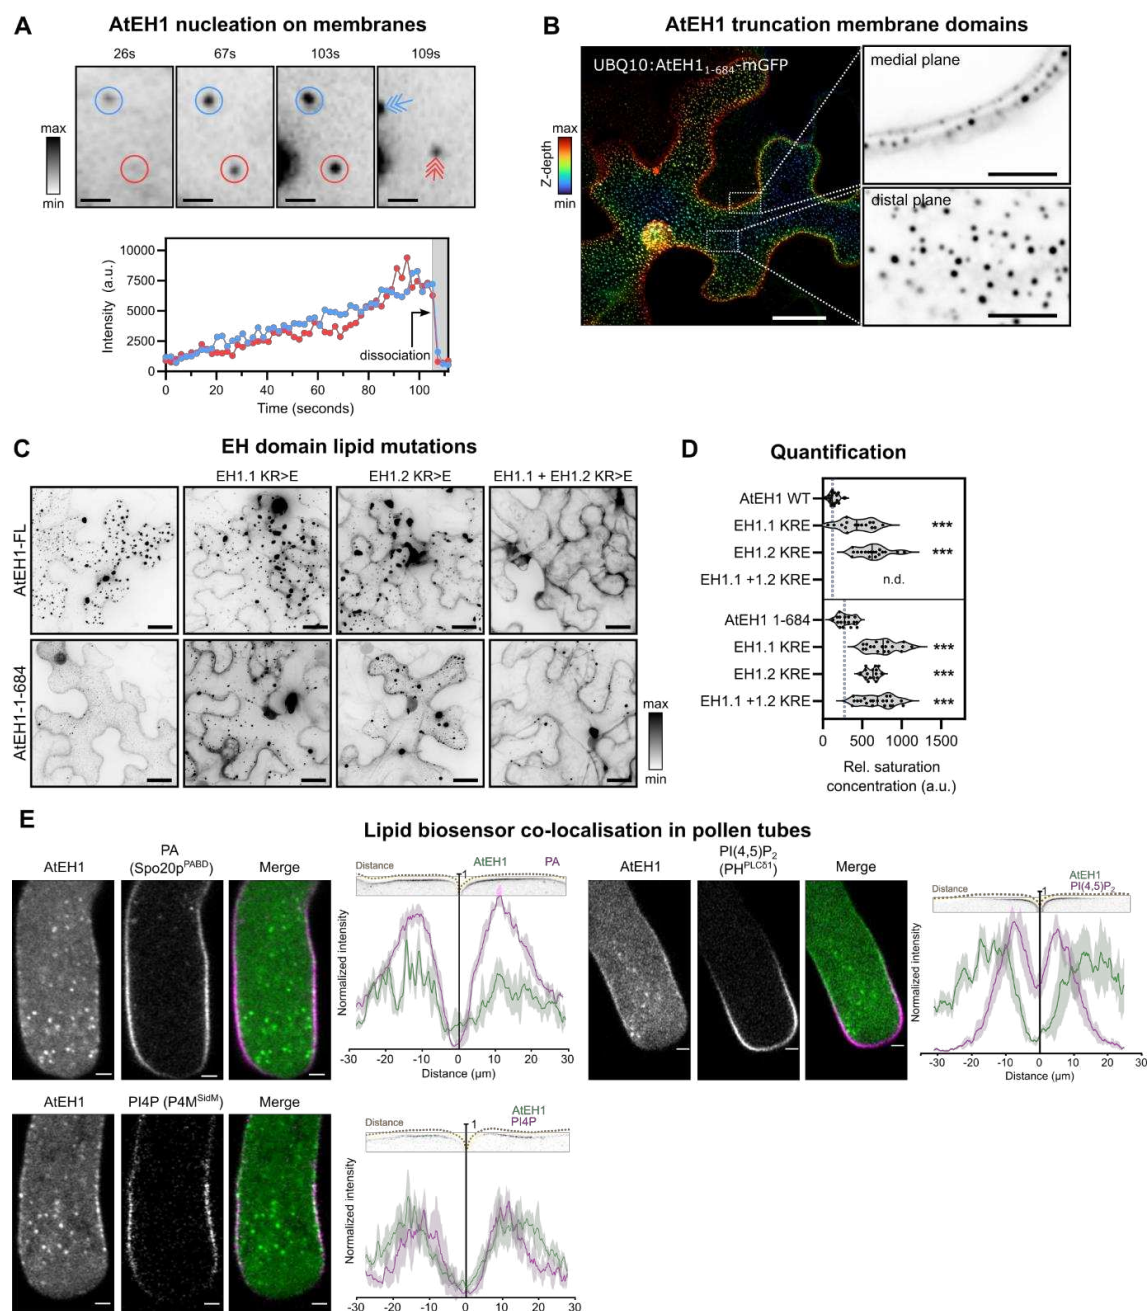 A
AtEH1 nucleation on membranes
26s 67s 103s 109s
max
min
10000
7500
5000
2500
0
Intensity (a.u.)
dissociation
0 20 40 60 80 100
Time (seconds)
B
AtEH1 truncation membrane domains
UBQ10:AtEH1₁₋₆₈₄-mGFP
max
Z-depth
min
medial plane
distal plane
C
EH domain lipid mutations
EH1.1 KR>E EH1.2 KR>E EH1.1 + EH1.2 KR>E
AtEH1-FL
AtEH1-1-684
max
min
D
Quantification
AtEH1 WT
EH1.1 KRE ***
EH1.2 KRE ***
EH1.1 +1.2 KRE n.d.
AtEH1 1-684
EH1.1 KRE ***
EH1.2 KRE ***
EH1.1 +1.2 KRE ***
0 500 1000 1500
Rel. saturation
concentration (a.u.)
E
Lipid biosensor co-localisation in pollen tubes
AtEH1
PA
(Spo20pᴾᴬᴮᴰ)
Merge
Distance
AtEH1 PA
1
Normalized intensity
-30 -20 -10 0 10 20 30
Distance (µm)
AtEH1
PI(4,5)P₂
(PHᴾᴸᶜᵟ¹)
Merge
Distance
AtEH1
PI(4,5)P₂
1
Normalized intensity
-30 -20 -10 0 10 20 30
Distance (µm)
AtEH1
PI4P (P4Mˢⁱᵈᴹ)
Merge
Distance
AtEH1
PI4P
1
Normalized intensity
-30 -20 -10 0 10 20 30
Distance (µm)